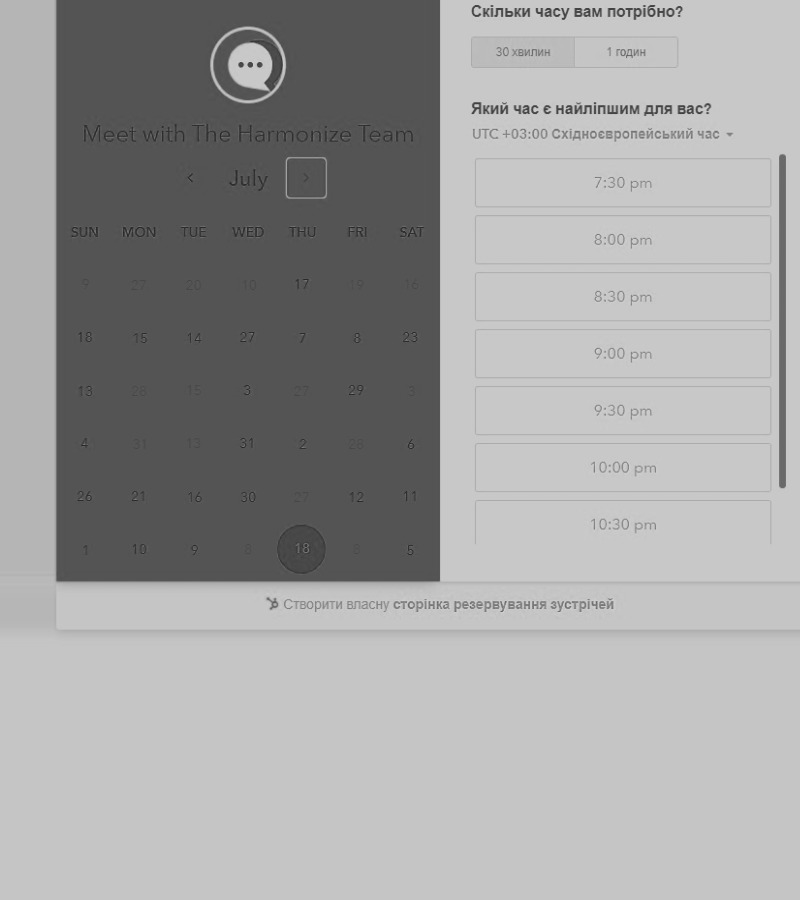 Meet with The Harmonize Team
July
SUN MON TUE WED THU FRI SAT
9 27 20 10 17 19 16
18 15 14 27 7 8 23
13 28 15 3 27 29 3
4 31 13 31 2 28 6
26 21 16 30 27 12 11
1 10 9 8 18 8 5
Скільки часу вам потрібно?
30 хвилин 1 годин
Який час є найліпшим для вас?
UTC +03:00 Східноєвропейський час
7:30 pm
8:00 pm
8:30 pm
9:00 pm
9:30 pm
10:00 pm
10:30 pm
Створити власну сторінка резервування зустрічей